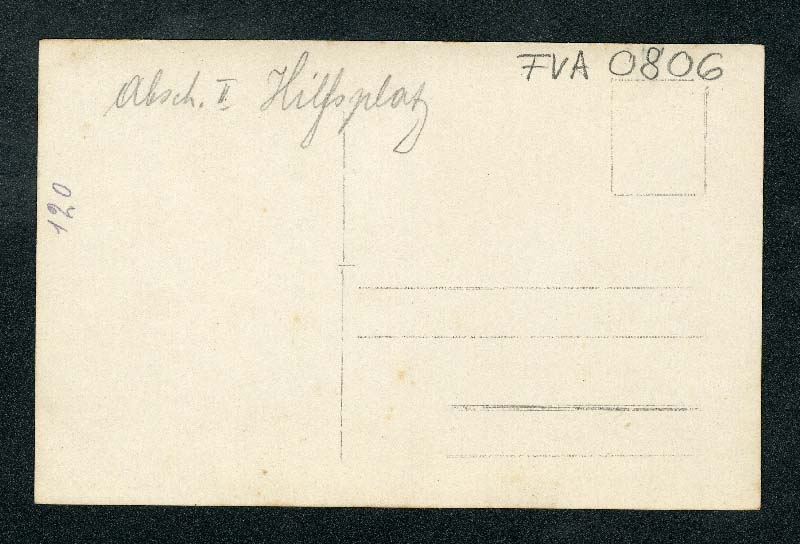 FVA 0806
Absch. II Hilfsplatz
120